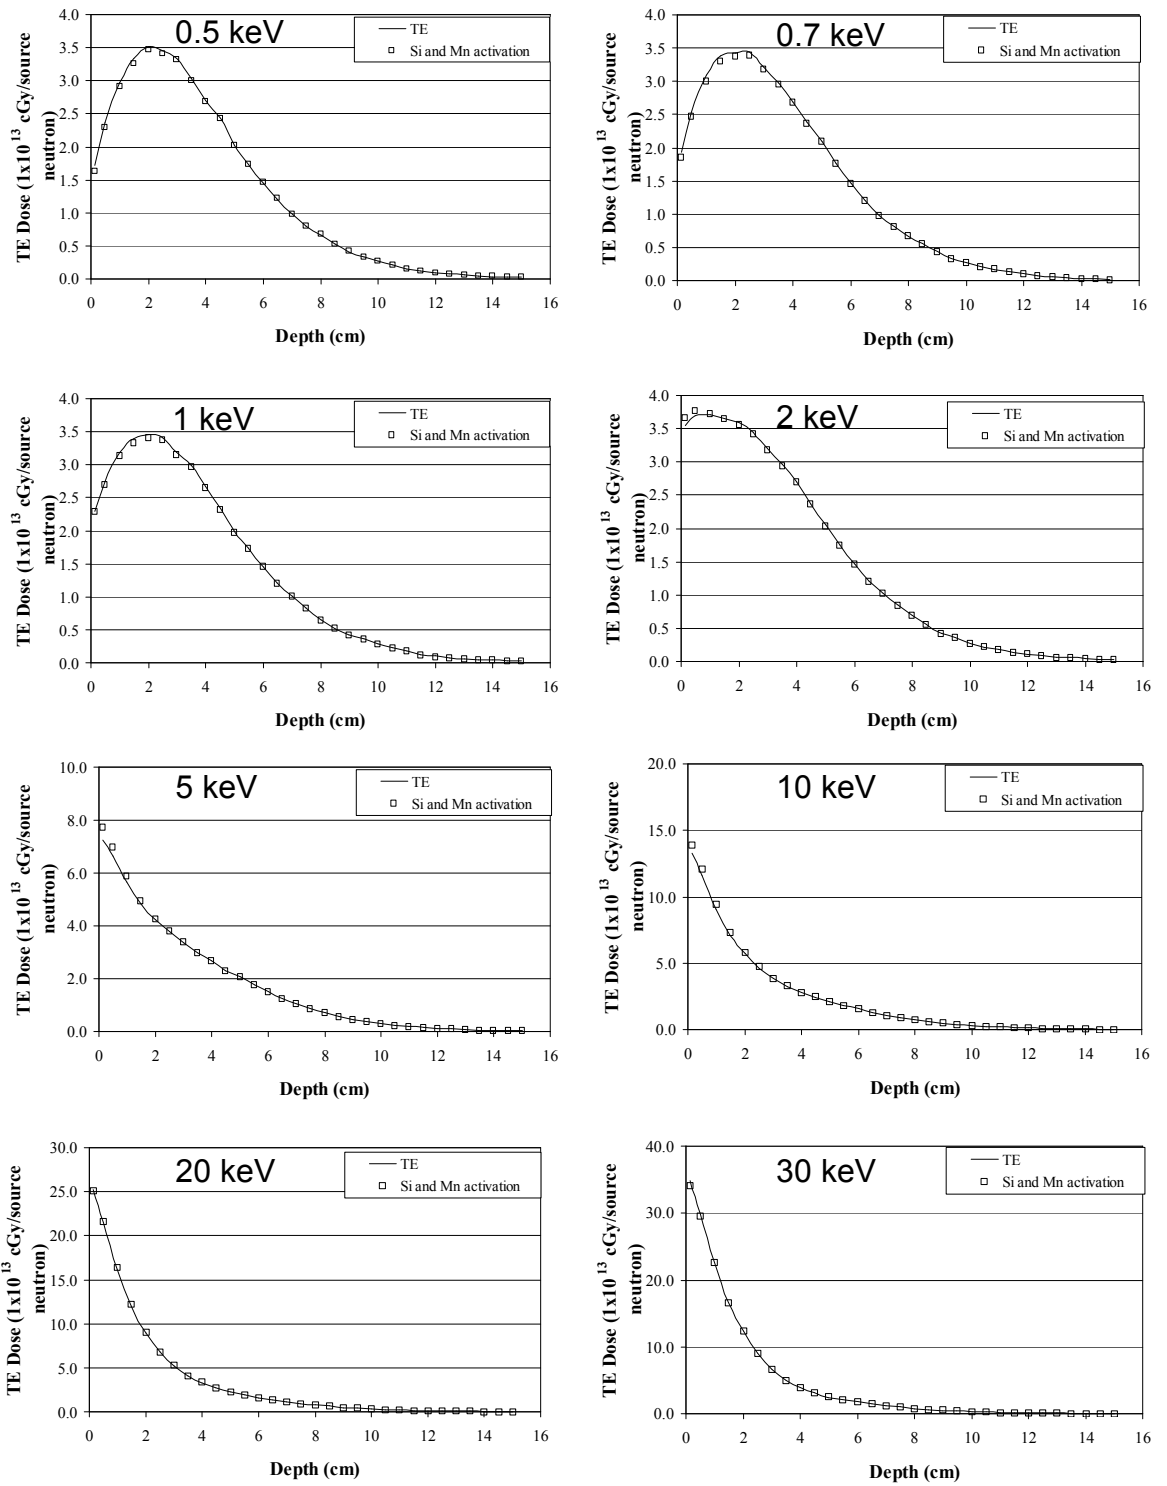 0.5 keV
TE
Si and Mn activation
4.0
3.5
3.0
2.5
2.0
1.5
1.0
0.5
0.0
0 2 4 6 8 10 12 14 16
TE Dose (1x10^13 cGy/source
neutron)
Depth (cm)
0.7 keV
TE
Si and Mn activation
4.0
3.5
3.0
2.5
2.0
1.5
1.0
0.5
0.0
0 2 4 6 8 10 12 14 16
TE Dose (1x10^13 cGy/source
neutron)
Depth (cm)
1 keV
TE
Si and Mn activation
4.0
3.5
3.0
2.5
2.0
1.5
1.0
0.5
0.0
0 2 4 6 8 10 12 14 16
TE Dose (1x10^13 cGy/source
neutron)
Depth (cm)
2 keV
TE
Si and Mn activation
4.0
3.5
3.0
2.5
2.0
1.5
1.0
0.5
0.0
0 2 4 6 8 10 12 14 16
TE Dose (1x10^13 cGy/source
neutron)
Depth (cm)
5 keV
TE
Si and Mn activation
10.0
8.0
6.0
4.0
2.0
0.0
0 2 4 6 8 10 12 14 16
TE Dose (1x10^13 cGy/source
neutron)
Depth (cm)
10 keV
TE
Si and Mn activation
20.0
15.0
10.0
5.0
0.0
0 2 4 6 8 10 12 14 16
TE Dose (1x10^13 cGy/source
neutron)
Depth (cm)
20 keV
TE
Si and Mn activation
30.0
25.0
20.0
15.0
10.0
5.0
0.0
0 2 4 6 8 10 12 14 16
TE Dose (1x10^13 cGy/source
neutron)
Depth (cm)
30 keV
TE
Si and Mn activation
40.0
30.0
20.0
10.0
0.0
0 2 4 6 8 10 12 14 16
TE Dose (1x10^13 cGy/source
neutron)
Depth (cm)